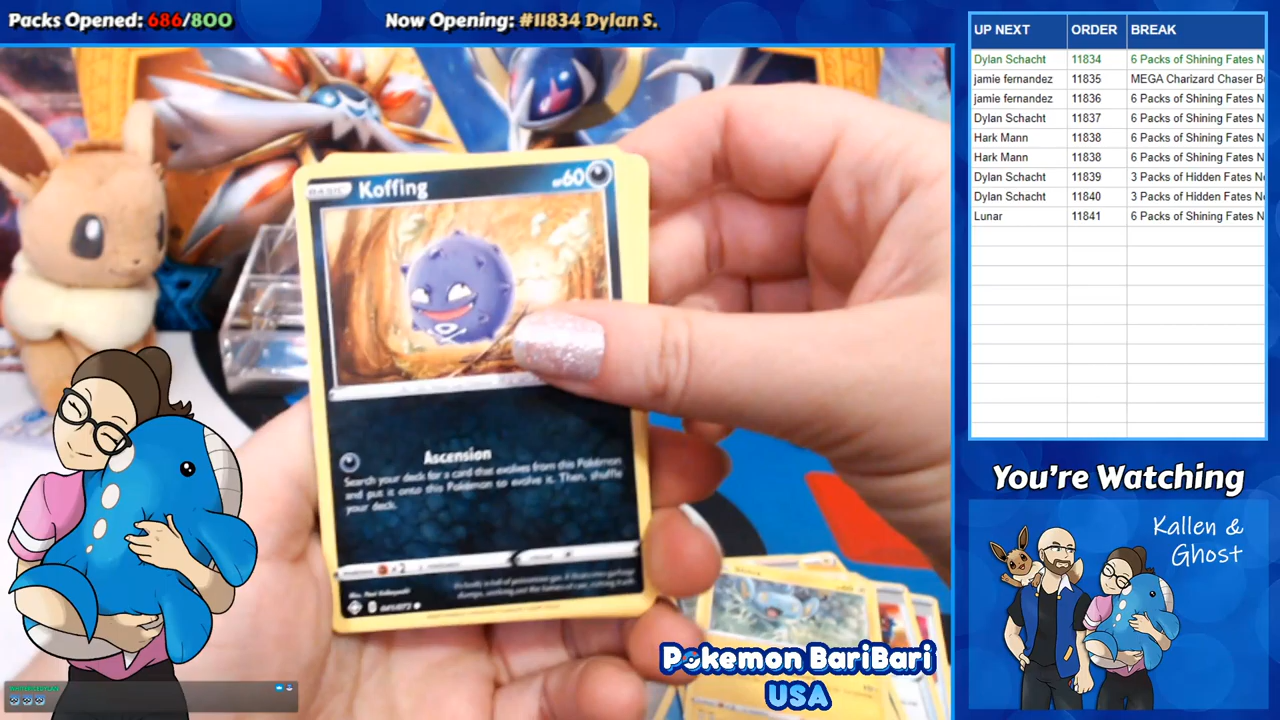 Packs Opened: 686/800
Now Opening: #11834 Dylan S.
BASIC Koffing HP60
Ascension
Search your deck for a card that evolves from this Pokémon
and put it onto this Pokémon to evolve it. Then, shuffle
your deck.
x2
041/072
UP NEXT ORDER BREAK
Dylan Schacht 11834 6 Packs of Shining Fates N
jamie fernandez 11835 MEGA Charizard Chaser B
jamie fernandez 11836 6 Packs of Shining Fates N
Dylan Schacht 11837 6 Packs of Shining Fates N
Hark Mann 11838 6 Packs of Shining Fates N
Hark Mann 11838 6 Packs of Shining Fates N
Dylan Schacht 11839 3 Packs of Hidden Fates Ne
Dylan Schacht 11840 3 Packs of Hidden Fates Ne
Lunar 11841 6 Packs of Shining Fates N
You're Watching
Kallen &
Ghost
Pokemon BariBari
USA